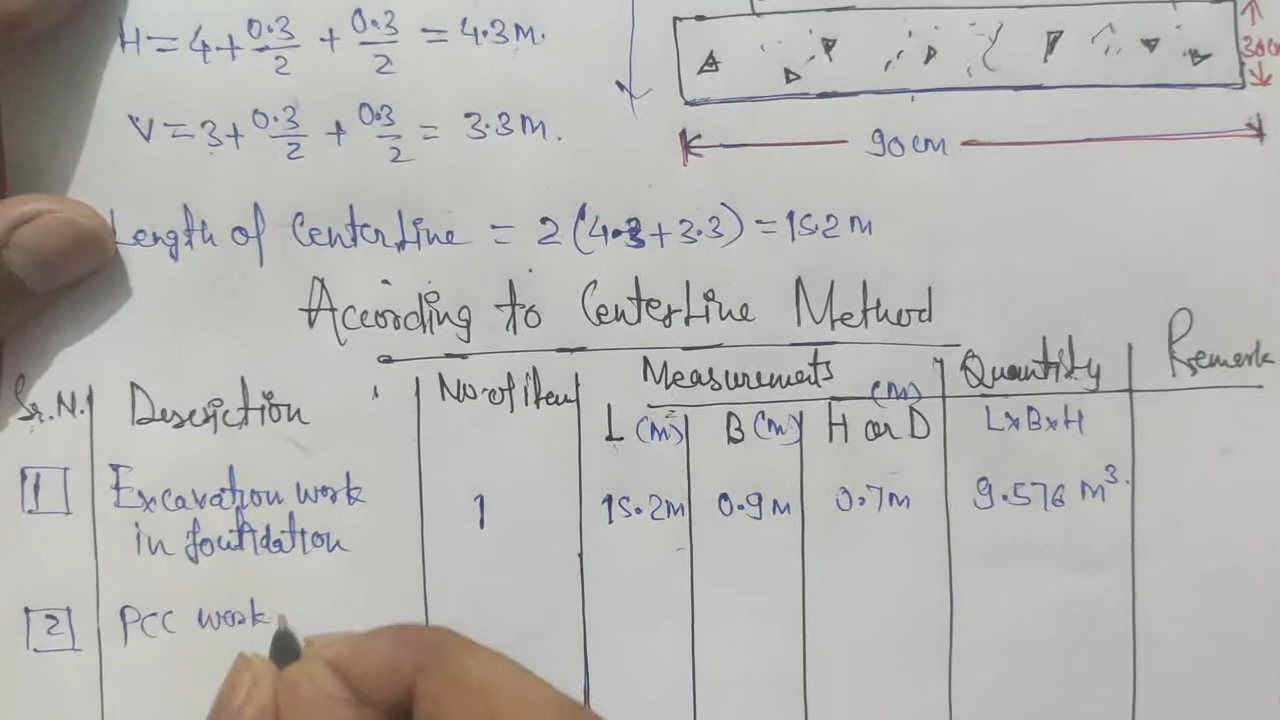 H = 4 + 0.3/2 + 0.3/2 = 4.3 m.
30cm
V = 3 + 0.3/2 + 0.3/2 = 3.3 m.
90 cm
Length of Centerline = 2 (4.3 + 3.3) = 15.2 m
According to Centerline Method
Sr.N. Desciction No. of item Measurements (m) Quantity Remark
L (m) B (m) H or D L x B x H
1 Excavation work 1 15.2m 0.9m 0.7m 9.576 m³.
in foutdation
2 PCC work